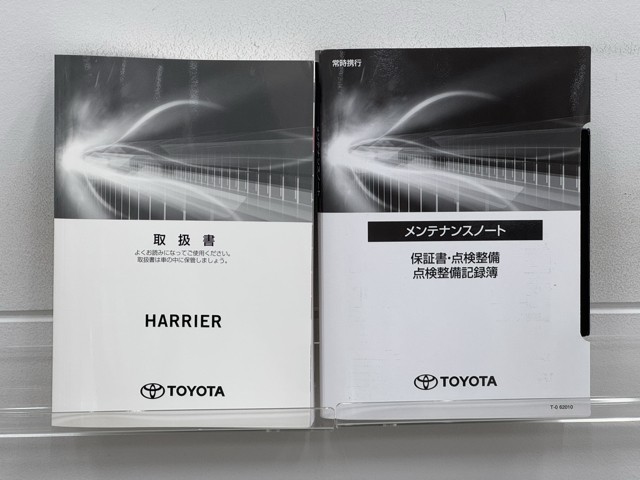 取扱書
よくお読みになってご使用ください。
取扱書は車の中に保管しましょう。
HARRIER
TOYOTA
常時携行
メンテナンスノート
保証書・点検整備
点検整備記録簿
TOYOTA